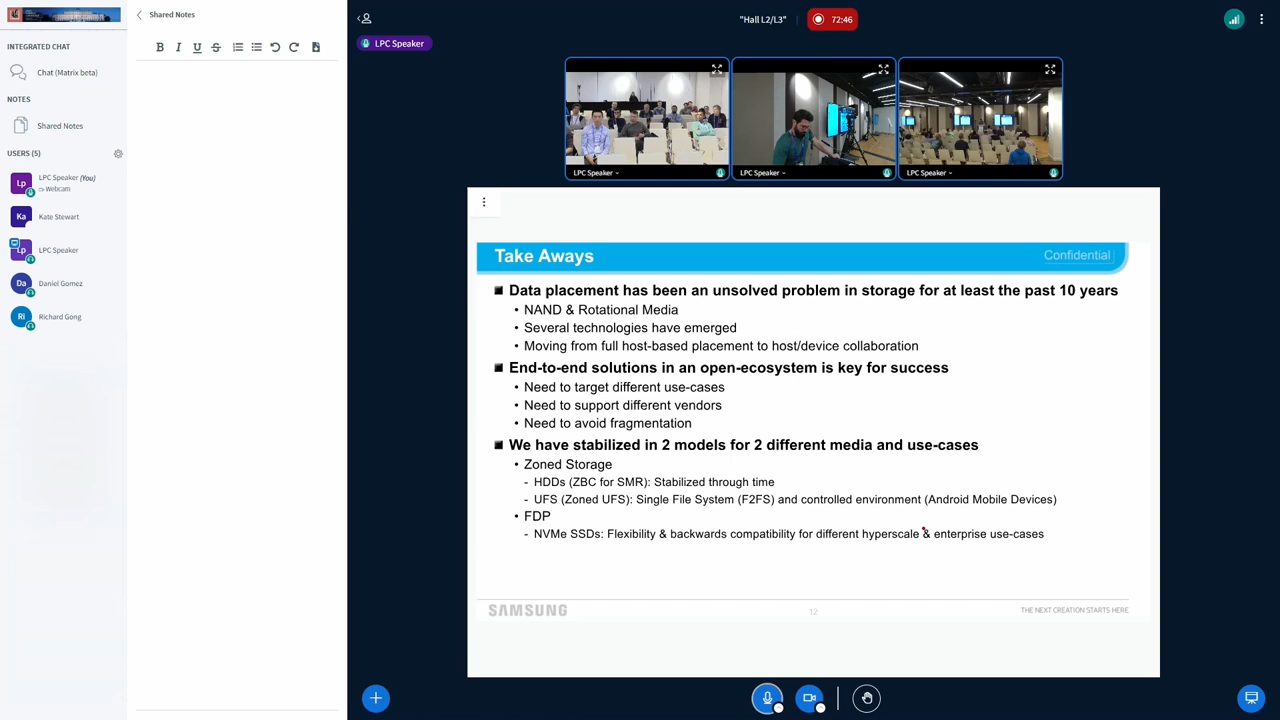 INTEGRATED CHAT
Chat (Matrix beta)
NOTES
Shared Notes
USERS (5)
Lp
LPC Speaker (You)
Webcam
Ka
Kate Stewart
Lp
LPC Speaker
Da
Daniel Gomez
Ri
Richard Gong
Shared Notes
B I U S
"Hall L2/L3"
72:46
LPC Speaker
LPC Speaker
LPC Speaker
LPC Speaker
Take Aways
Confidential
Data placement has been an unsolved problem in storage for at least the past 10 years
• NAND & Rotational Media
• Several technologies have emerged
• Moving from full host-based placement to host/device collaboration
End-to-end solutions in an open-ecosystem is key for success
• Need to target different use-cases
• Need to support different vendors
• Need to avoid fragmentation
We have stabilized in 2 models for 2 different media and use-cases
• Zoned Storage
- HDDs (ZBC for SMR): Stabilized through time
- UFS (Zoned UFS): Single File System (F2FS) and controlled environment (Android Mobile Devices)
• FDP
- NVMe SSDs: Flexibility & backwards compatibility for different hyperscale & enterprise use-cases
SAMSUNG
12
THE NEXT CREATION STARTS HERE